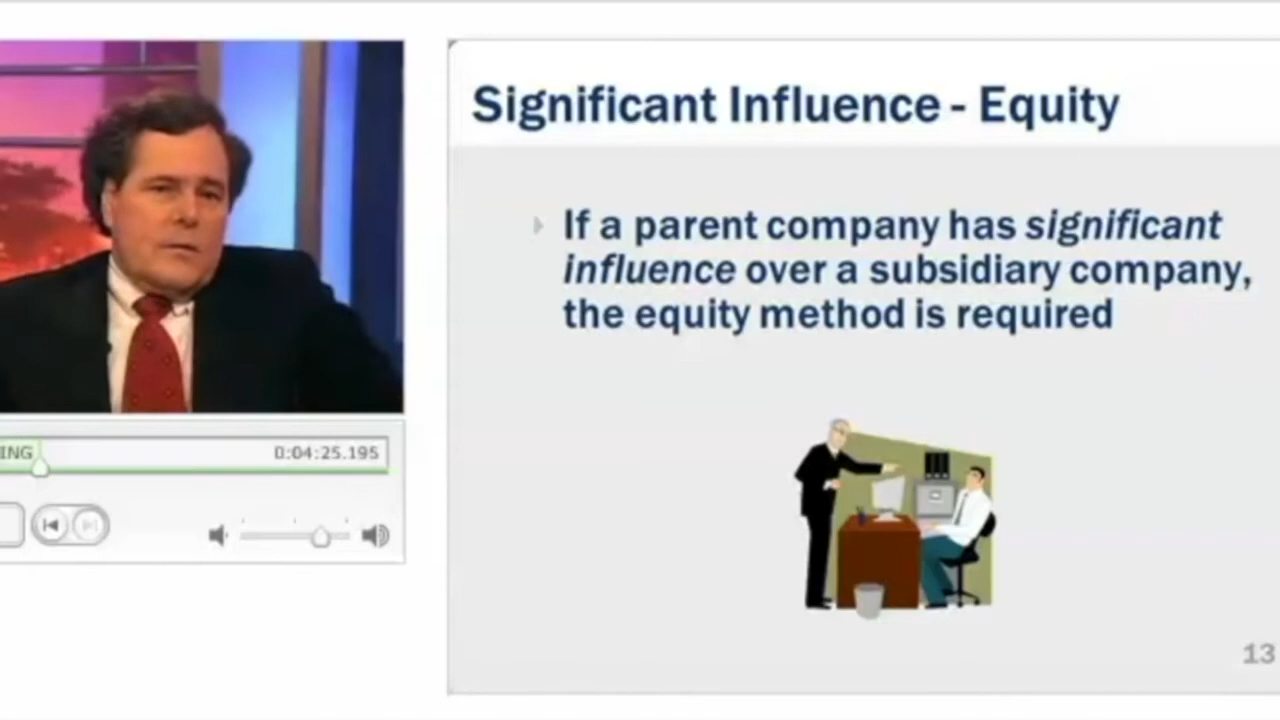 Significant Influence - Equity
If a parent company has significant
influence over a subsidiary company,
the equity method is required
ING
0:04:25.195
13